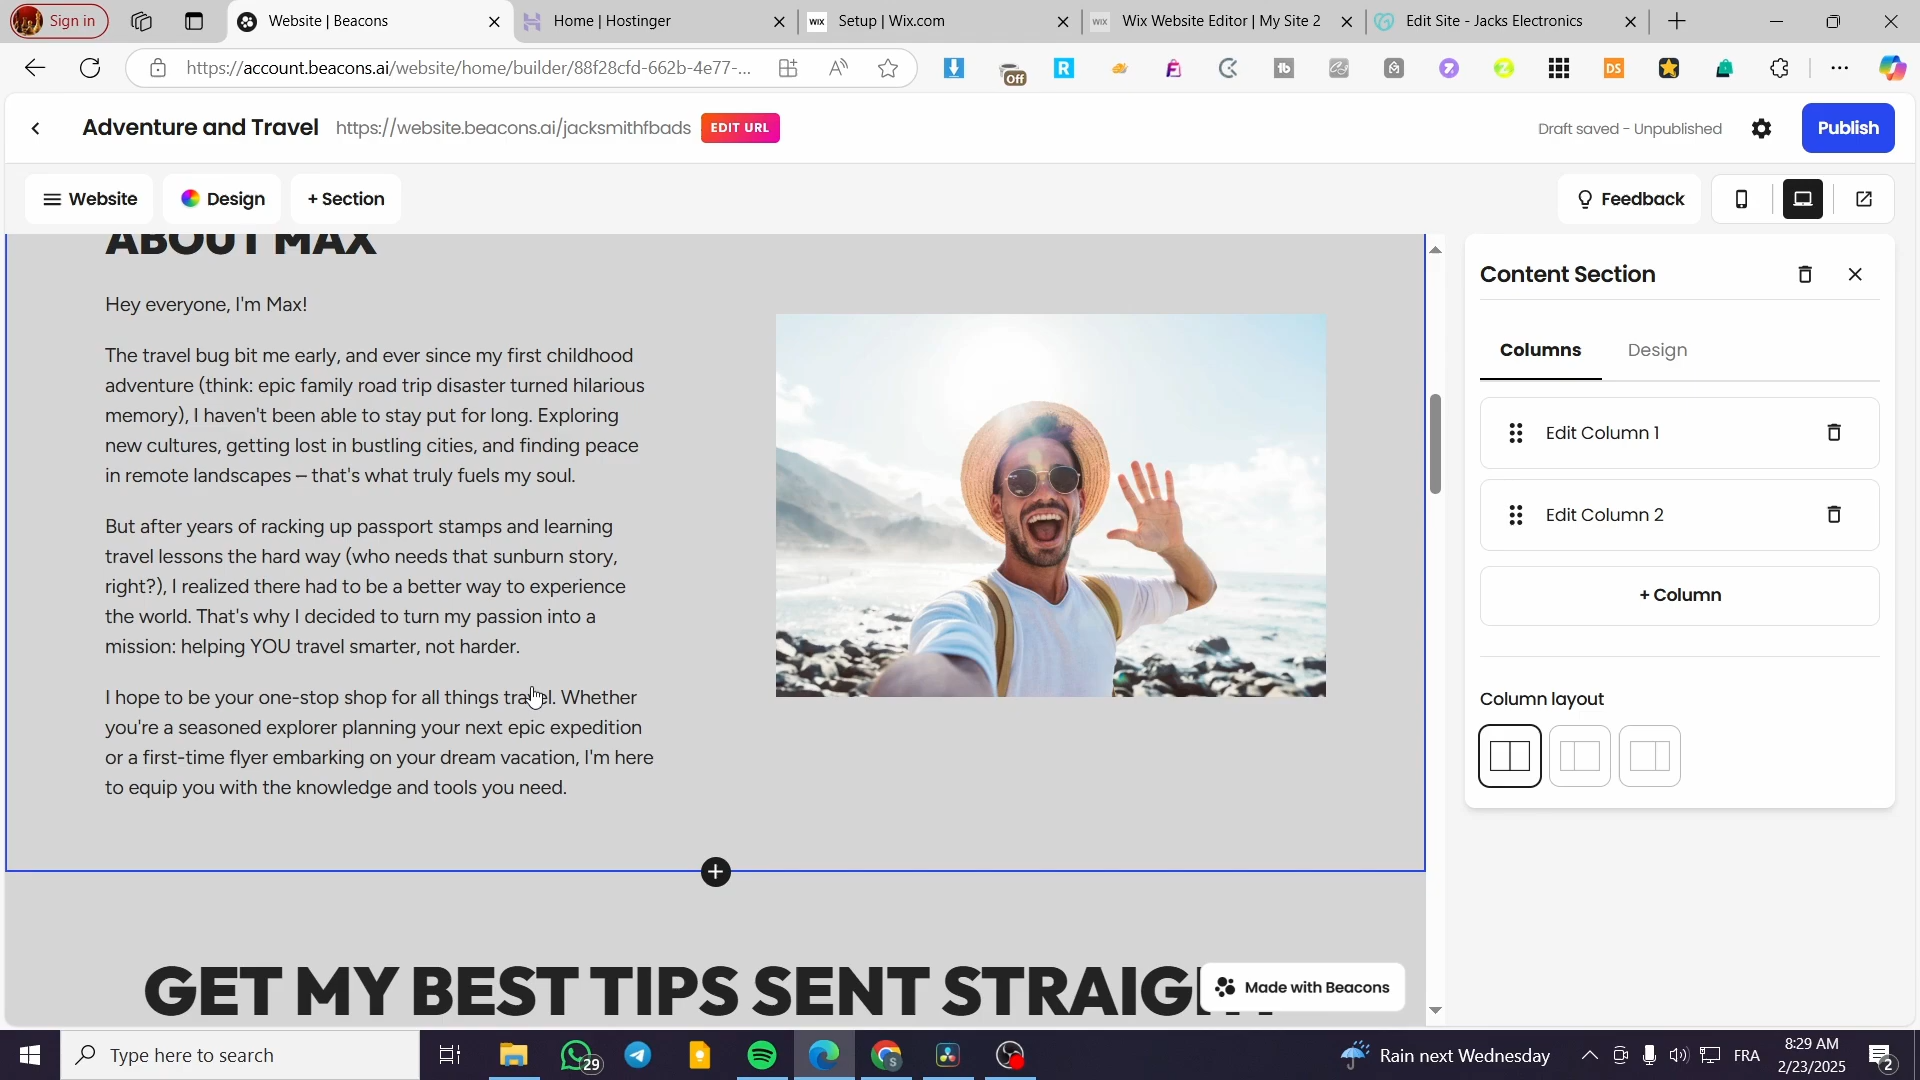 Sign in
Website | Beacons
Home | Hostinger
WIX Setup | Wix.com
WIX Wix Website Editor | My Site 2
Edit Site - Jacks Electronics
https://account.beacons.ai/website/home/builder/88f28cfd-662b-4e77-...
Off
DS
Adventure and Travel
https://website.beacons.ai/jacksmithfbads
EDIT URL
Draft saved - Unpublished
Publish
Website
Design
+ Section
Feedback
ABOUT MAX
Hey everyone, I'm Max!
The travel bug bit me early, and ever since my first childhood
adventure (think: epic family road trip disaster turned hilarious
memory), I haven't been able to stay put for long. Exploring
new cultures, getting lost in bustling cities, and finding peace
in remote landscapes – that's what truly fuels my soul.
But after years of racking up passport stamps and learning
travel lessons the hard way (who needs that sunburn story,
right?), I realized there had to be a better way to experience
the world. That's why I decided to turn my passion into a
mission: helping YOU travel smarter, not harder.
I hope to be your one-stop shop for all things travel. Whether
you're a seasoned explorer planning your next epic expedition
or a first-time flyer embarking on your dream vacation, I'm here
to equip you with the knowledge and tools you need.
GET MY BEST TIPS SENT
Made with Beacons
Content Section
Columns
Design
Edit Column 1
Edit Column 2
+ Column
Column layout
Type here to search
29
Rain next Wednesday
FRA
8:29 AM
2/23/2025
2